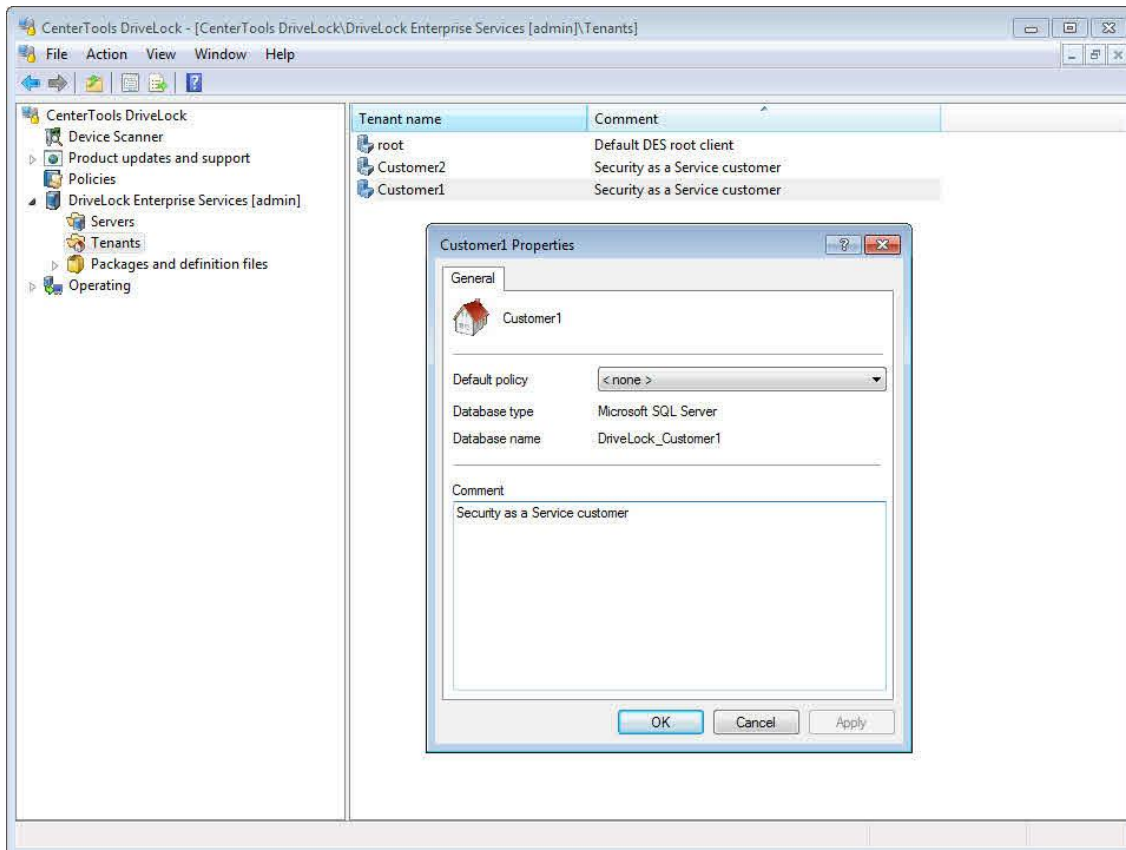 CenterTools DriveLock - [CenterTools DriveLock\DriveLock Enterprise Services [admin]\Tenants]
File Action View Window Help
CenterTools DriveLock
Device Scanner
Product updates and support
Policies
DriveLock Enterprise Services [admin]
Servers
Tenants
Packages and definition files
Operating
Tenant name Comment
root Default DES root client
Customer2 Security as a Service customer
Customer1 Security as a Service customer
Customer1 Properties
General
Customer1
Default policy < none >
Database type Microsoft SQL Server
Database name DriveLock_Customer1
Comment
Security as a Service customer
OK Cancel Apply